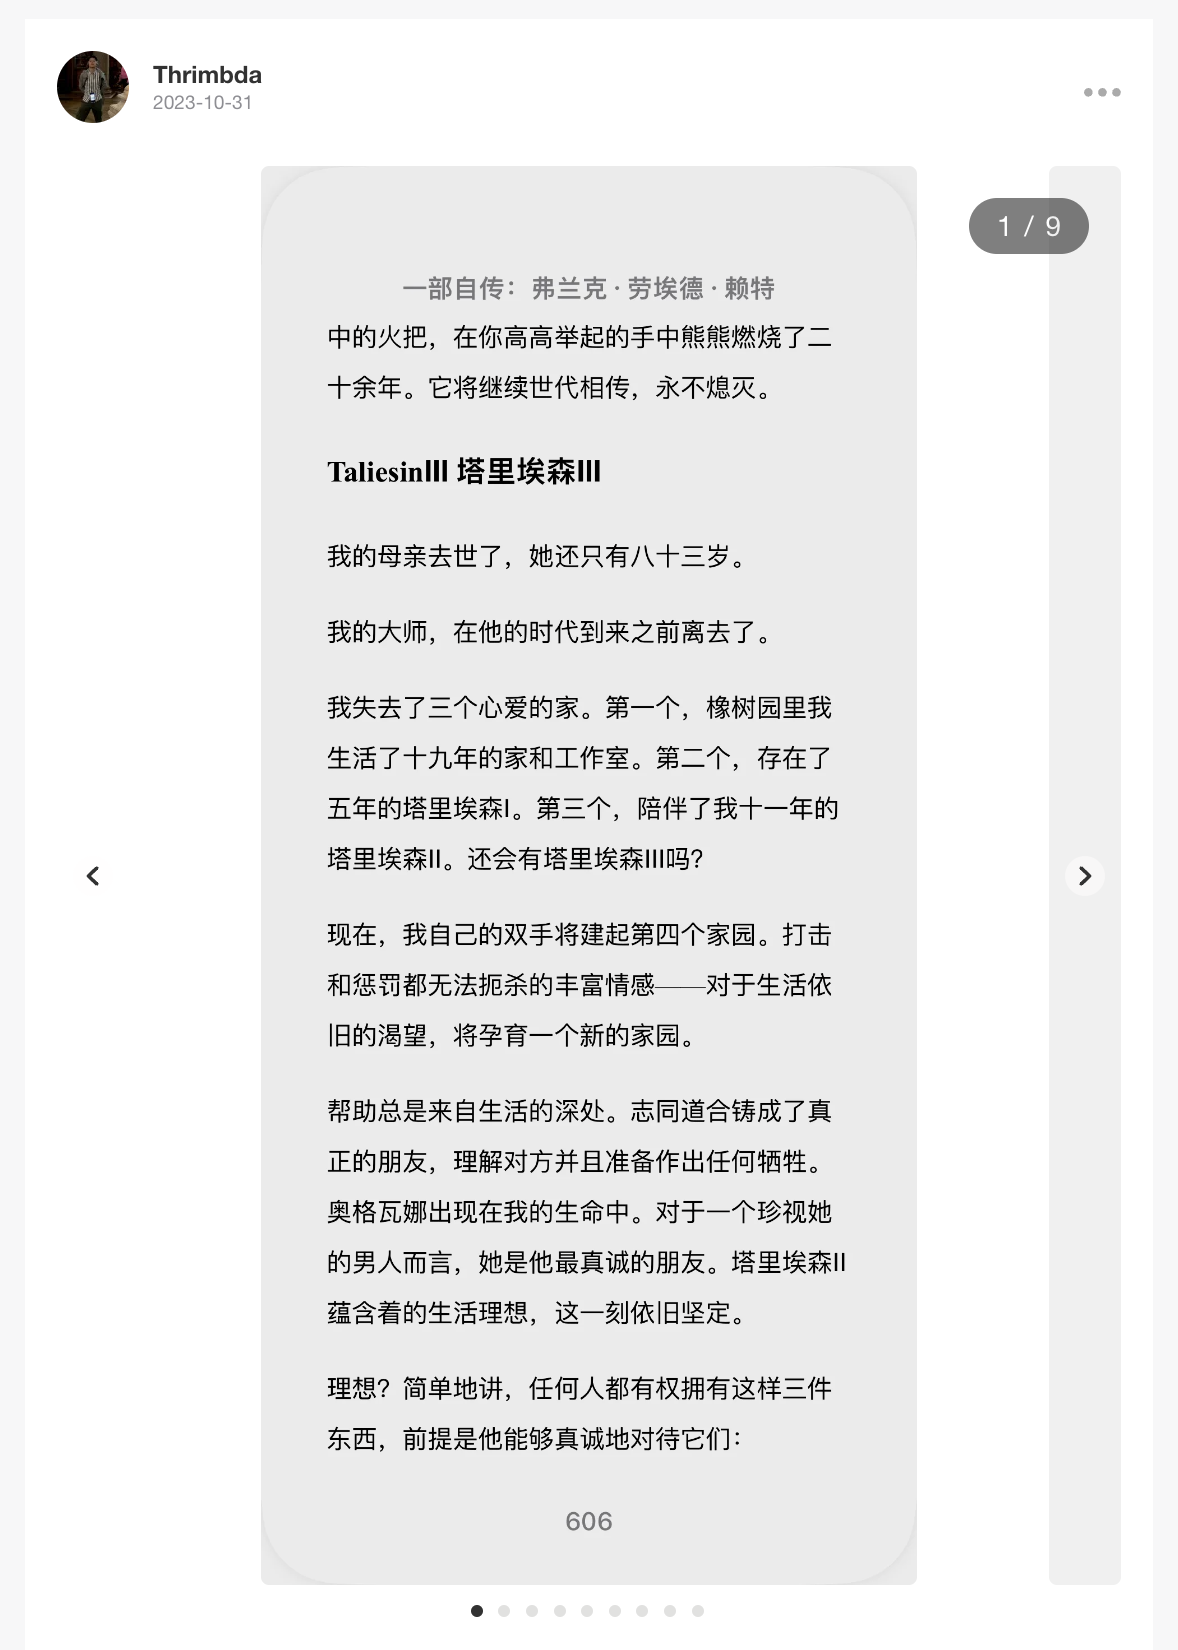 Thrimbda
2023-10-31
1 / 9
一部自传：弗兰克 · 劳埃德 · 赖特
中的火把，在你高高举起的手中熊熊燃烧了二
十余年。它将继续世代相传，永不熄灭。
TaliesinIII 塔里埃森III
我的母亲去世了，她还只有八十三岁。
我的大师，在他的时代到来之前离去了。
我失去了三个心爱的家。第一个，橡树园里我
生活了十九年的家和工作室。第二个，存在了
五年的塔里埃森I。第三个，陪伴了我十一年的
塔里埃森II。还会有塔里埃森III吗？
现在，我自己的双手将建起第四个家园。打击
和惩罚都无法扼杀的丰富情感——对于生活依
旧的渴望，将孕育一个新的家园。
帮助总是来自生活的深处。志同道合铸成了真
正的朋友，理解对方并且准备作出任何牺牲。
奥格瓦娜出现在我的生命中。对于一个珍视她
的男人而言，她是他最真诚的朋友。塔里埃森II
蕴含着的生活理想，这一刻依旧坚定。
理想？简单地讲，任何人都有权拥有这样三件
东西，前提是他能够真诚地对待它们：
606